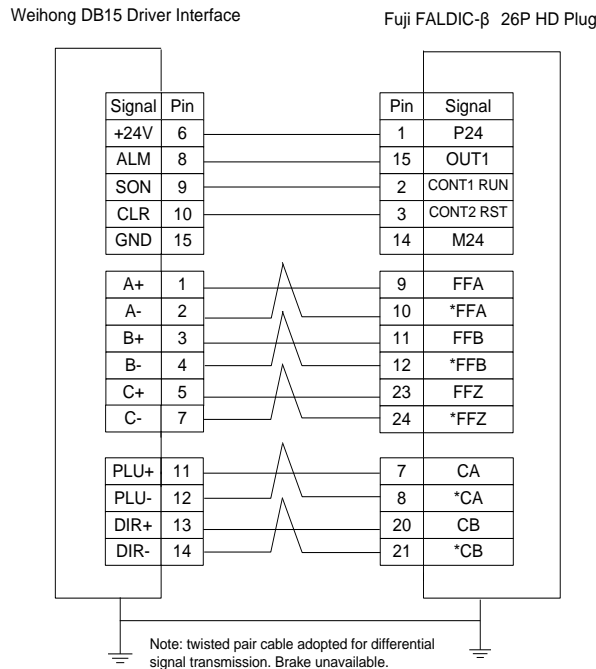 Weihong DB15 Driver Interface
Fuji FALDIC-β 26P HD Plug
Signal Pin Pin Signal
+24V 6 1 P24
ALM 8 15 OUT1
SON 9 2 CONT1 RUN
CLR 10 3 CONT2 RST
GND 15 14 M24
A+ 1 9 FFA
A- 2 10 *FFA
B+ 3 11 FFB
B- 4 12 *FFB
C+ 5 23 FFZ
C- 7 24 *FFZ
PLU+ 11 7 CA
PLU- 12 8 *CA
DIR+ 13 20 CB
DIR- 14 21 *CB
Note: twisted pair cable adopted for differential
signal transmission. Brake unavailable.